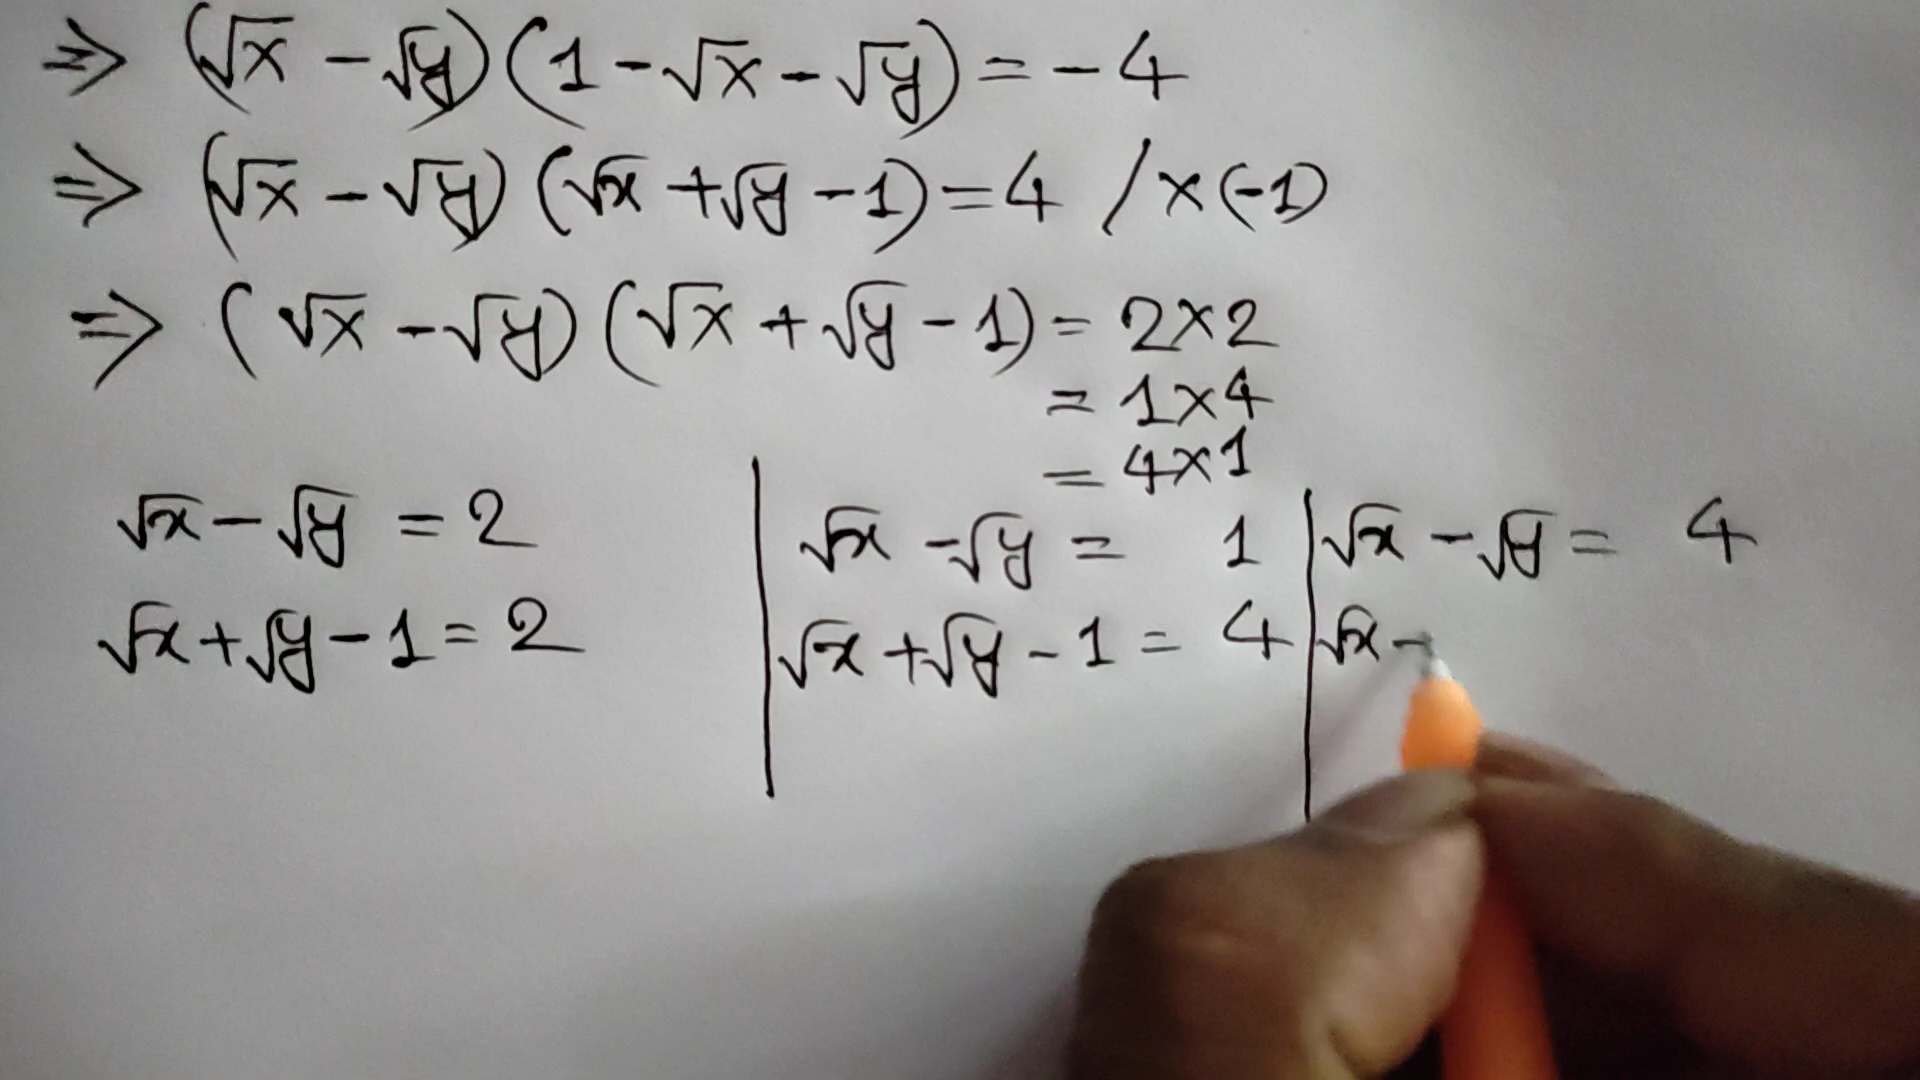 ⇒ (√x - √y)(1 - √x - √y) = -4
⇒ (√x - √y)(√x + √y - 1) = 4 /×(-1)
⇒ (√x - √y)(√x + √y - 1) = 2×2
= 1×4
= 4×1
√x - √y = 2 | √x - √y = 1 | √x - √y = 4
√x + √y - 1 = 2 | √x + √y - 1 = 4 | √x